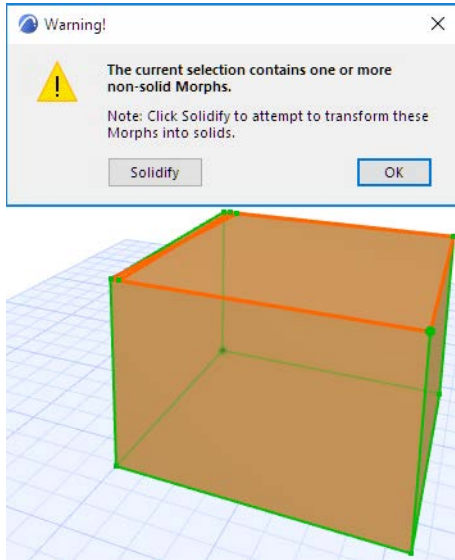 Warning!
The current selection contains one or more
non-solid Morphs.
Note: Click Solidify to attempt to transform these
Morphs into solids.
Solidify
OK